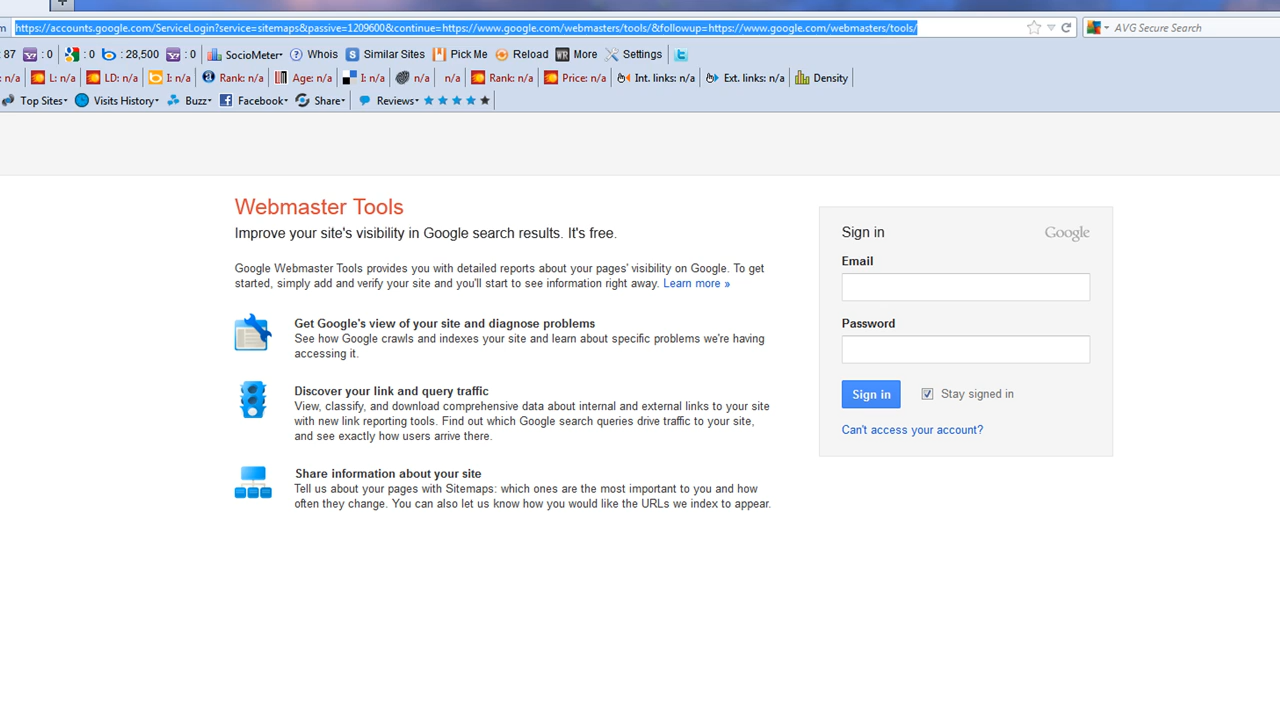 https://accounts.google.com/ServiceLogin?service=sitemaps&passive=1209600&continue=https://www.google.com/webmasters/tools/&followup=https://www.google.com/webmasters/tools/ AVG Secure Search
87 : 0 : 0 : 28,500 : 0 SocioMeter Whois Similar Sites Pick Me Reload More Settings
: n/a L: n/a LD: n/a I: n/a Rank: n/a Age: n/a I: n/a n/a n/a Rank: n/a Price: n/a Int. links: n/a Ext. links: n/a Density
Top Sites Visits History Buzz Facebook Share Reviews
Webmaster Tools
Improve your site's visibility in Google search results. It's free.
Google Webmaster Tools provides you with detailed reports about your pages' visibility on Google. To get
started, simply add and verify your site and you'll start to see information right away. Learn more »
Get Google's view of your site and diagnose problems
See how Google crawls and indexes your site and learn about specific problems we're having
accessing it.
Discover your link and query traffic
View, classify, and download comprehensive data about internal and external links to your site
with new link reporting tools. Find out which Google search queries drive traffic to your site,
and see exactly how users arrive there.
Share information about your site
Tell us about your pages with Sitemaps: which ones are the most important to you and how
often they change. You can also let us know how you would like the URLs we index to appear.
Sign in Google
Email
Password
Sign in Stay signed in
Can't access your account?